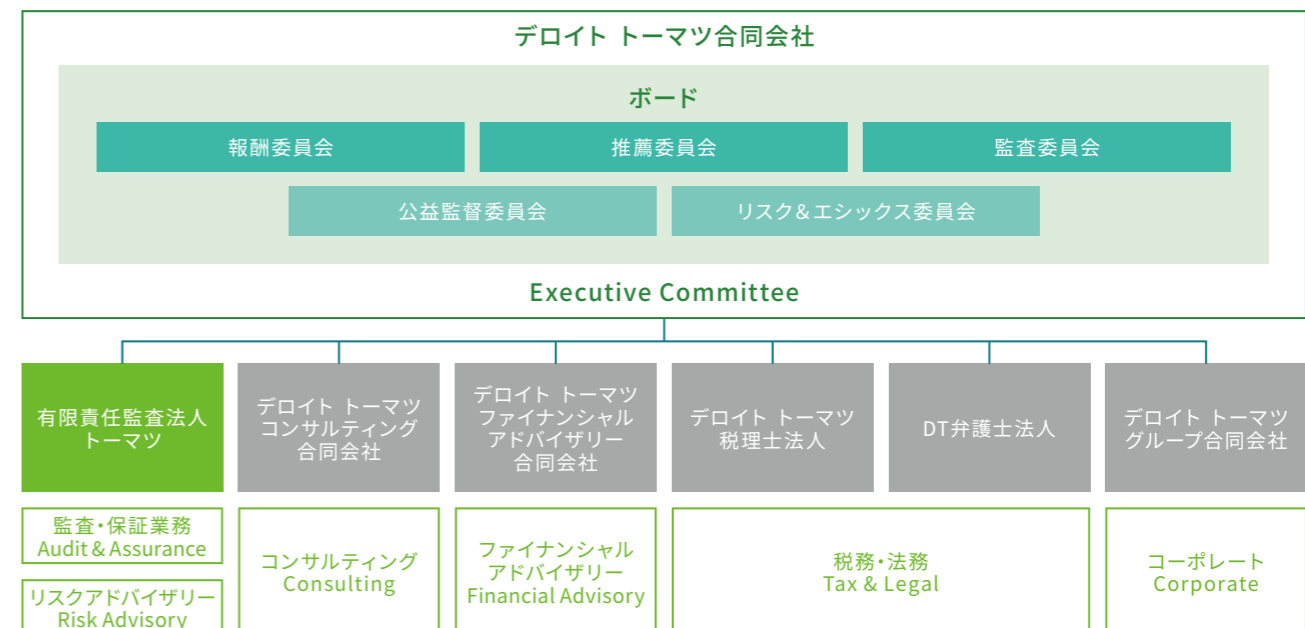 デロイト トーマツ合同会社
ボード
報酬委員会
推薦委員会
監査委員会
公益監督委員会
リスク＆エシックス委員会
Executive Committee
有限責任監査法人
トーマツ
デロイト トーマツ
コンサルティング
合同会社
デロイト トーマツ
ファイナンシャル
アドバイザリー
合同会社
デロイト トーマツ
税理士法人
DT弁護士法人
デロイト トーマツ
グループ合同会社
監査・保証業務
Audit & Assurance
リスクアドバイザリー
Risk Advisory
コンサルティング
Consulting
ファイナンシャル
アドバイザリー
Financial Advisory
税務・法務
Tax & Legal
コーポレート
Corporate